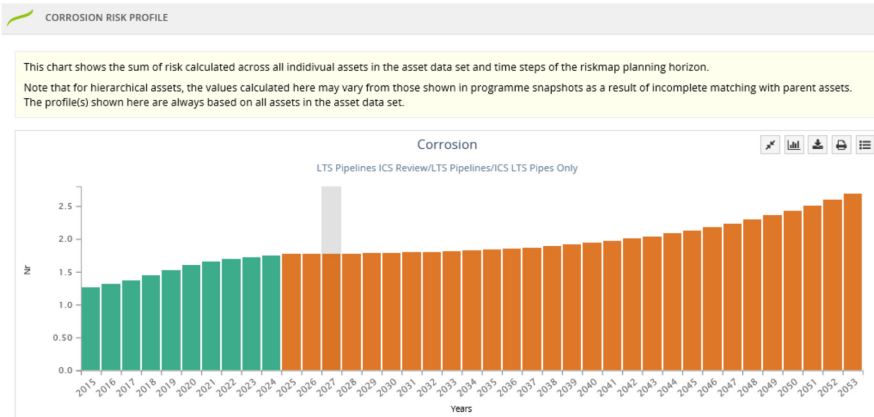 CORROSION RISK PROFILE
This chart shows the sum of risk calculated across all indidivual assets in the asset data set and time steps of the riskmap planning horizon.
Note that for hierarchical assets, the values calculated here may vary from those shown in programme snapshots as a result of incomplete matching with parent assets.
The profile(s) shown here are always based on all assets in the asset data set.
Corrosion
LTS Pipelines ICS Review/LTS Pipelines/ICS LTS Pipes Only
2.5
2.0
1.5
1.0
0.50
0.0
Nr
2015 2016 2017 2018 2019 2020 2021 2022 2023 2024 2025 2026 2027 2028 2029 2030 2031 2032 2033 2034 2035 2036 2037 2038 2039 2040 2041 2042 2043 2044 2045 2046 2047 2048 2049 2050 2051 2052 2053
Years